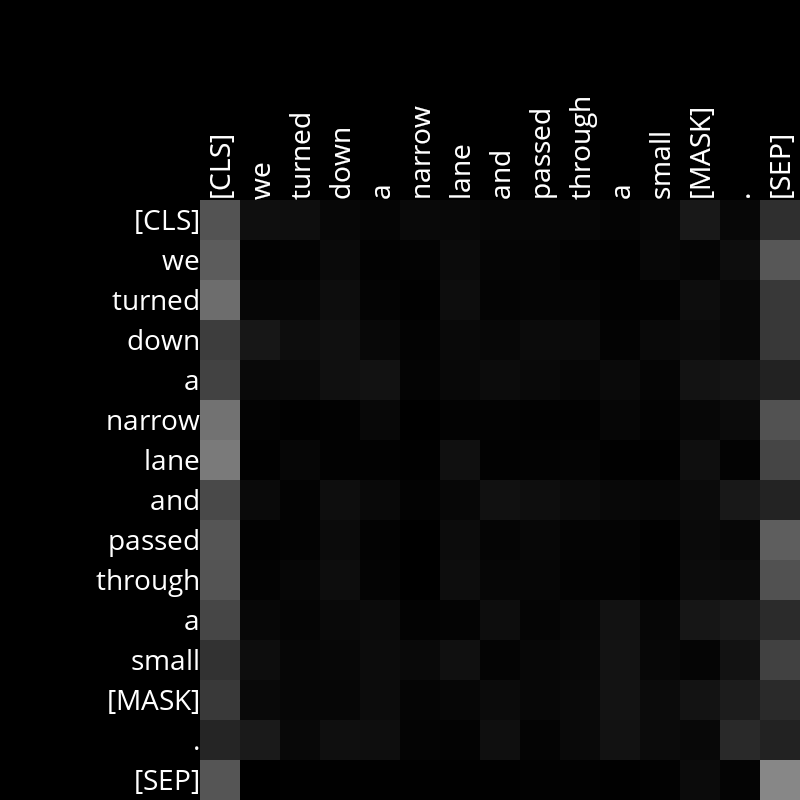 [CLS] we turned down a narrow lane and passed through a small [MASK] . [SEP]
[CLS]
we
turned
down
a
narrow
lane
and
passed
through
a
small
[MASK]
.
[SEP]